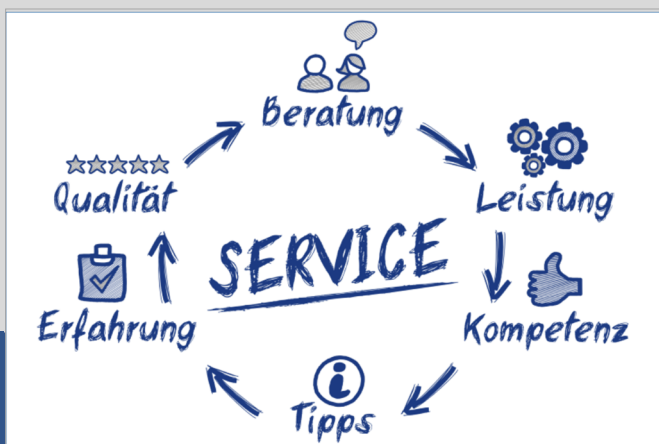 Beratung
Qualität
Leistung
SERVICE
Erfahrung
Kompetenz
Tipps